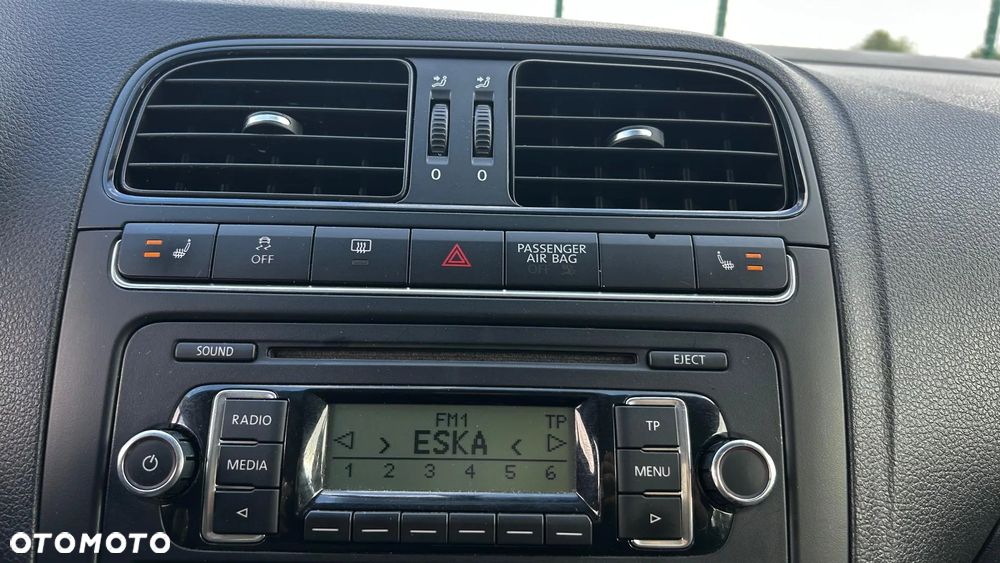 0 0
OFF
PASSENGER
AIR BAG
OFF
SOUND
EJECT
RADIO
MEDIA
FM1 TP
ESKA
1 2 3 4 5 6
TP
MENU
OTOMOTO